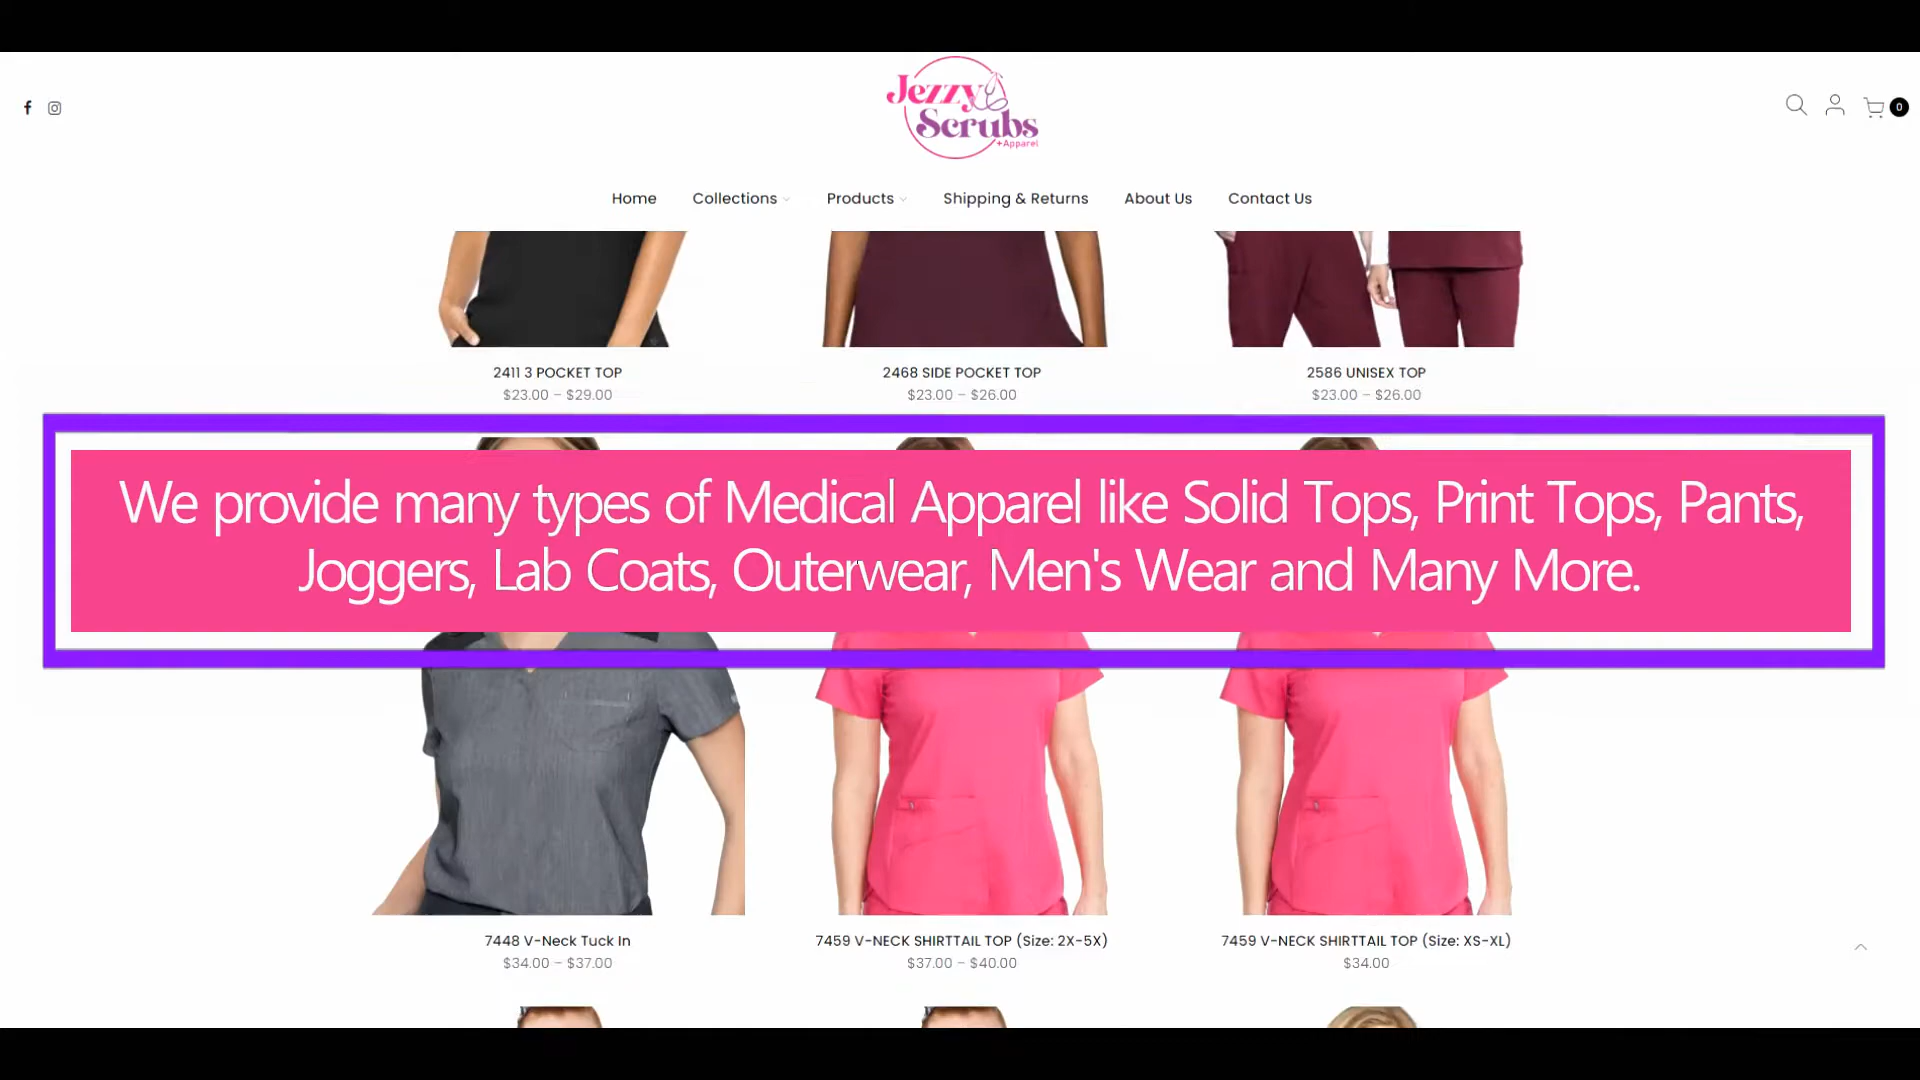 Jezzy
Scrubs
+Apparel
0
Home Collections Products Shipping & Returns About Us Contact Us
2411 3 POCKET TOP
$23.00 – $29.00
2468 SIDE POCKET TOP
$23.00 – $26.00
2586 UNISEX TOP
$23.00 – $26.00
We provide many types of Medical Apparel like Solid Tops, Print Tops, Pants,
Joggers, Lab Coats, Outerwear, Men's Wear and Many More.
7448 V-Neck Tuck In
$34.00 – $37.00
7459 V-NECK SHIRTTAIL TOP (Size: 2X-5X)
$37.00 – $40.00
7459 V-NECK SHIRTTAIL TOP (Size: XS-XL)
$34.00